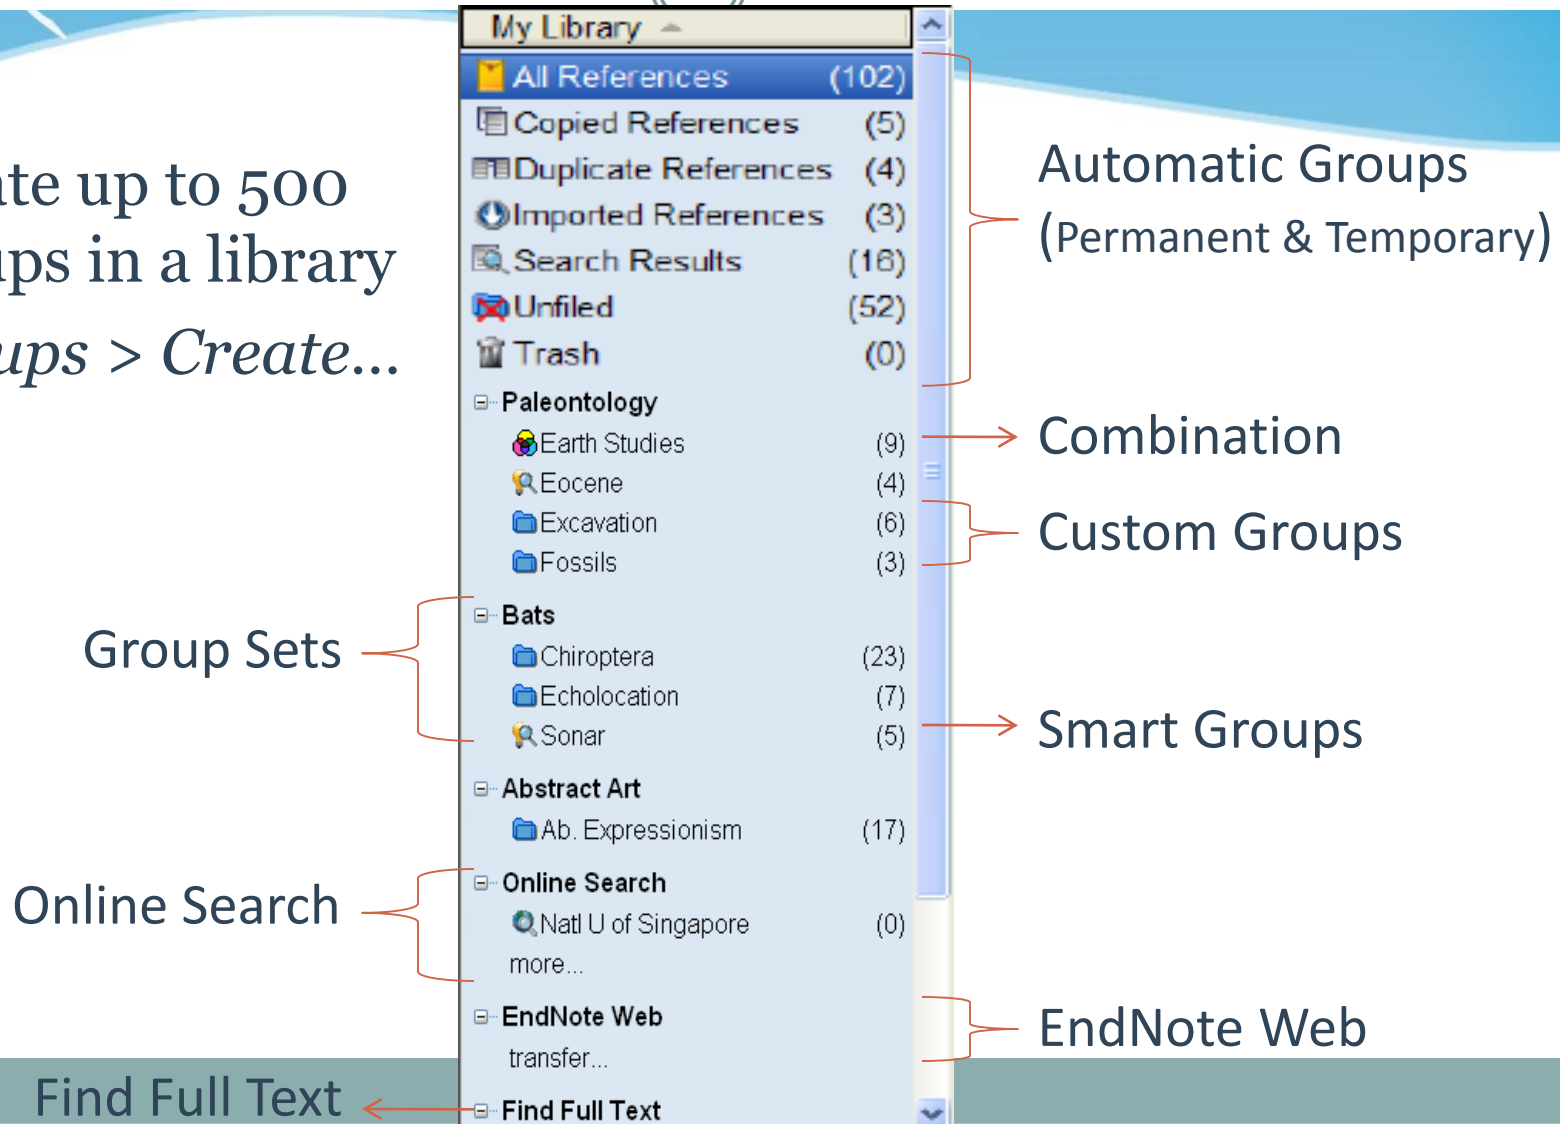 ate up to 500
ups in a library
ups > Create...
My Library
All References (102)
Copied References (5)
Duplicate References (4)
Imported References (3)
Search Results (16)
Unfiled (52)
Trash (0)
Paleontology
Earth Studies (9)
Eocene (4)
Excavation (6)
Fossils (3)
Bats
Chiroptera (23)
Echolocation (7)
Sonar (5)
Abstract Art
Ab. Expressionism (17)
Online Search
Natl U of Singapore (0)
more...
EndNote Web
transfer...
Find Full Text
Group Sets
Online Search
Find Full Text
Automatic Groups
(Permanent & Temporary)
Combination
Custom Groups
Smart Groups
EndNote Web